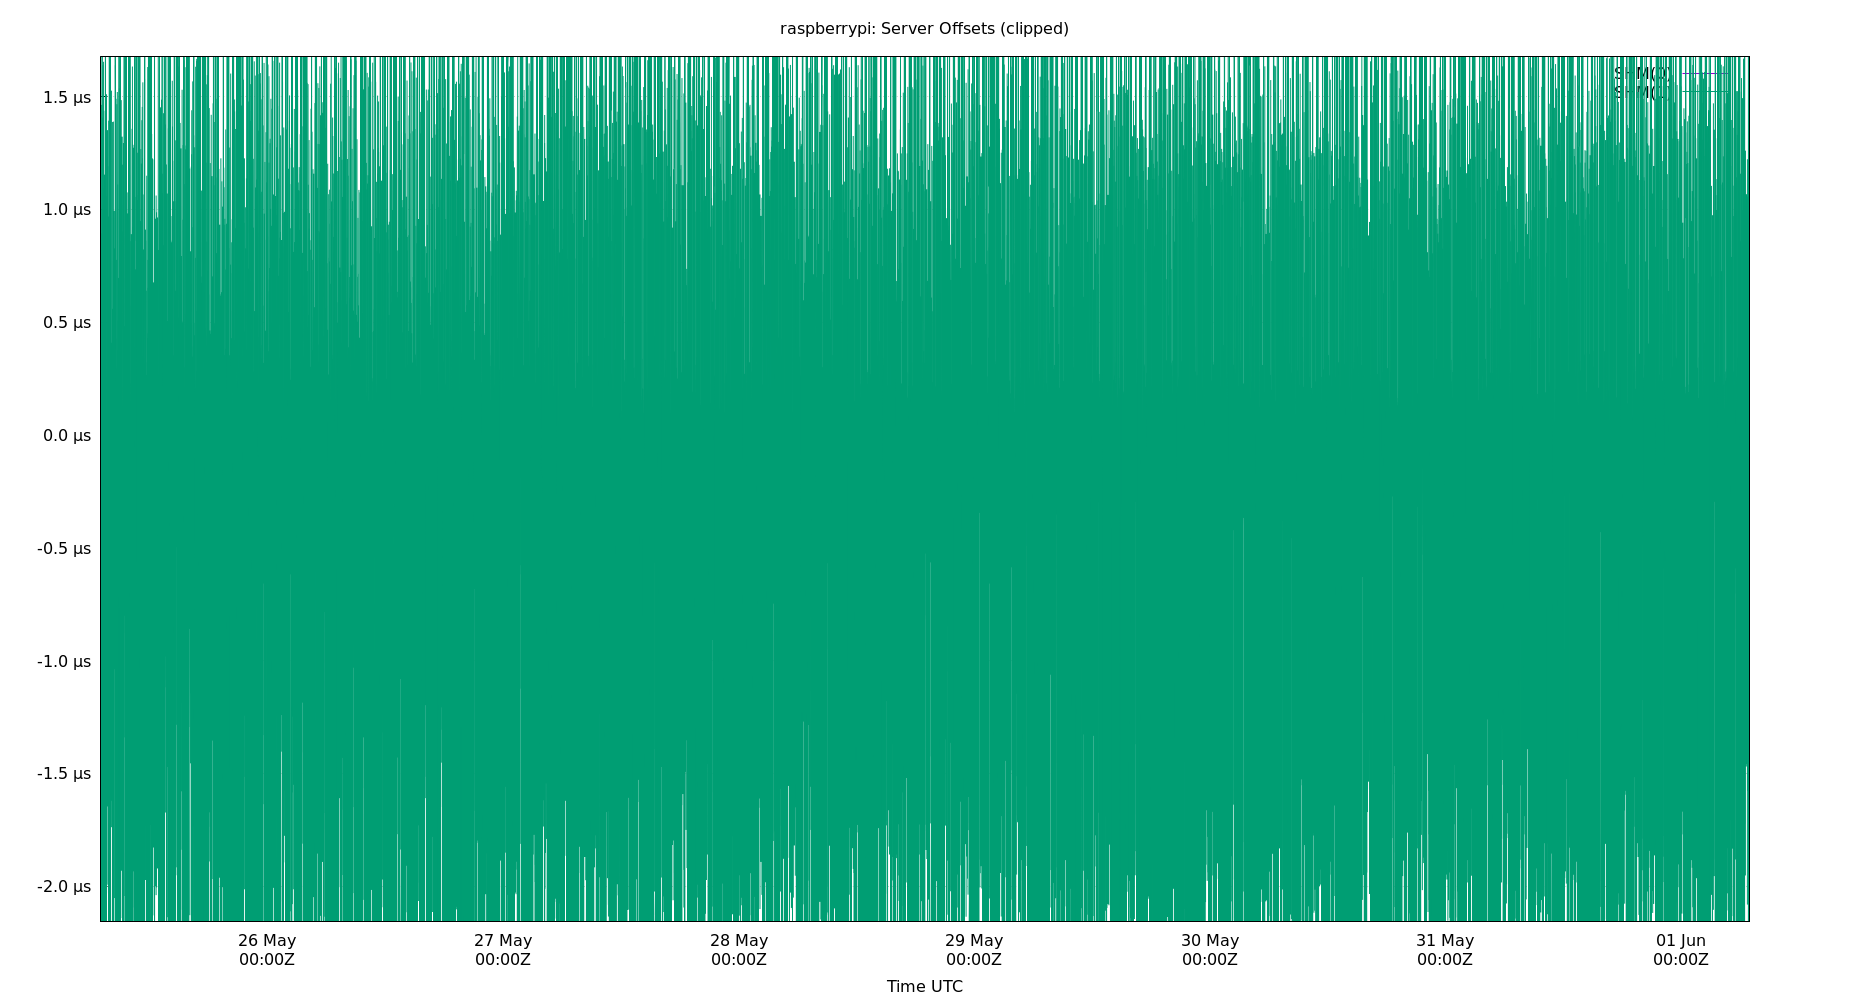 raspberrypi: Server Offsets (clipped)
1.5 µs
1.0 µs
0.5 µs
0.0 µs
-0.5 µs
-1.0 µs
-1.5 µs
-2.0 µs
26 May 27 May 28 May 29 May 30 May 31 May 01 Jun
00:00Z 00:00Z 00:00Z 00:00Z 00:00Z 00:00Z 00:00Z
Time UTC